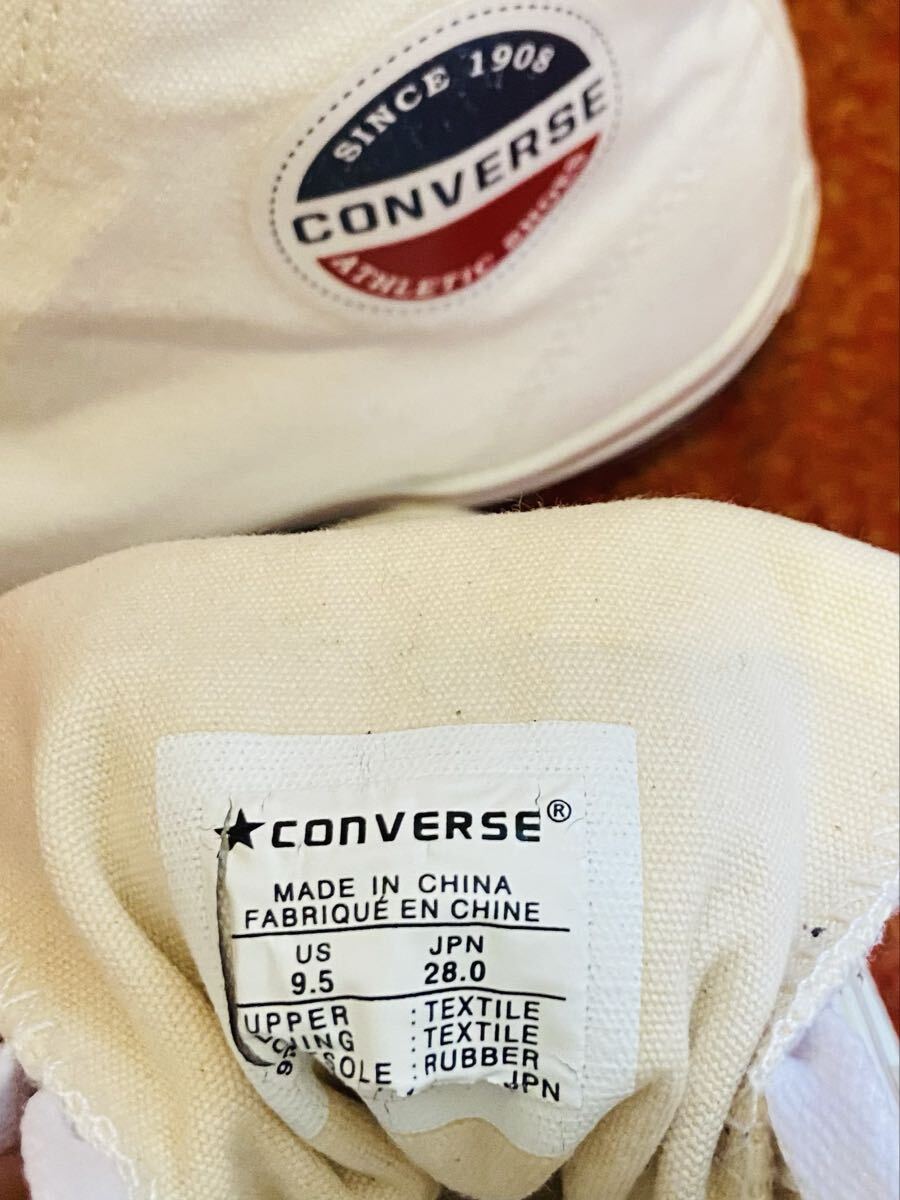 SINCE 1908
CONVERSE
ATHLETIC SHOES
★CONVERSE®
MADE IN CHINA
FABRIQUÉ EN CHINE
US JPN
9.5 28.0
UPPER : TEXTILE
: TEXTILE
SOLE : RUBBER
JPN